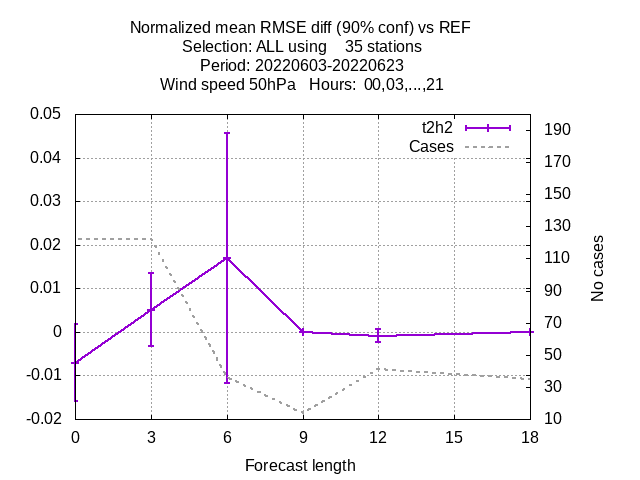 Normalized mean RMSE diff (90% conf) vs REF
Selection: ALL using    35 stations
Period: 20220603-20220623
Wind speed 50hPa   Hours:  00,03,...,21
t2h2
Cases
0.05
0.04
0.03
0.02
0.01
0
-0.01
-0.02
190
170
150
130
110
90
70
50
30
10
No cases
0 3 6 9 12 15 18
Forecast length